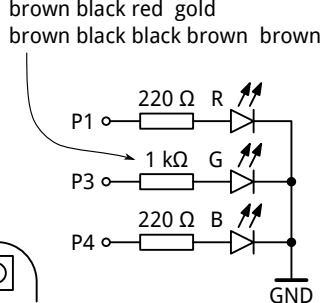 brown black red  gold
brown black black brown  brown
220 Ω R
P1
1 kΩ G
P3
220 Ω B
P4
GND